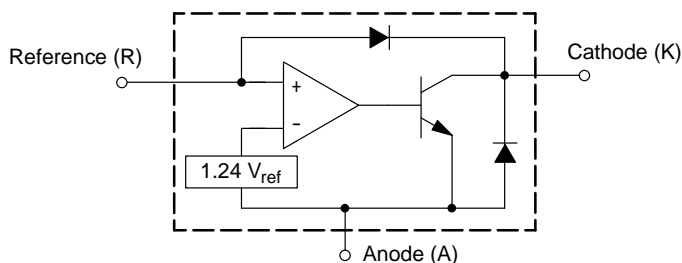 Reference (R)
Cathode (K)
+
−
1.24 Vref
Anode (A)